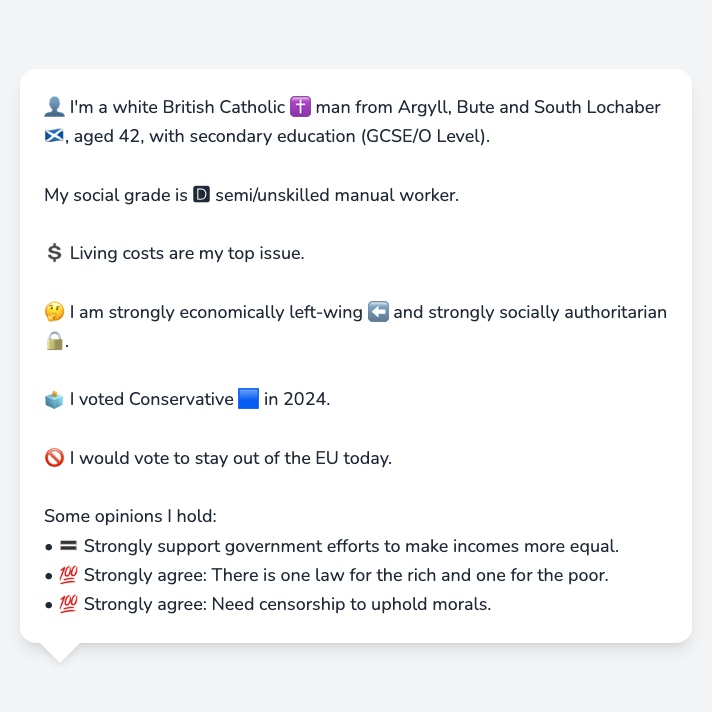 👤 I'm a white British Catholic ✝️ man from Argyll, Bute and South Lochaber
🏴󠁧󠁢󠁳󠁣󠁴󠁿, aged 42, with secondary education (GCSE/O Level).
My social grade is 🅳 semi/unskilled manual worker.
💲 Living costs are my top issue.
🤔 I am strongly economically left-wing ⬅️ and strongly socially authoritarian
🔒.
🗳️ I voted Conservative 🟦 in 2024.
🚫 I would vote to stay out of the EU today.
Some opinions I hold:
• 🟰 Strongly support government efforts to make incomes more equal.
• 💯 Strongly agree: There is one law for the rich and one for the poor.
• 💯 Strongly agree: Need censorship to uphold morals.